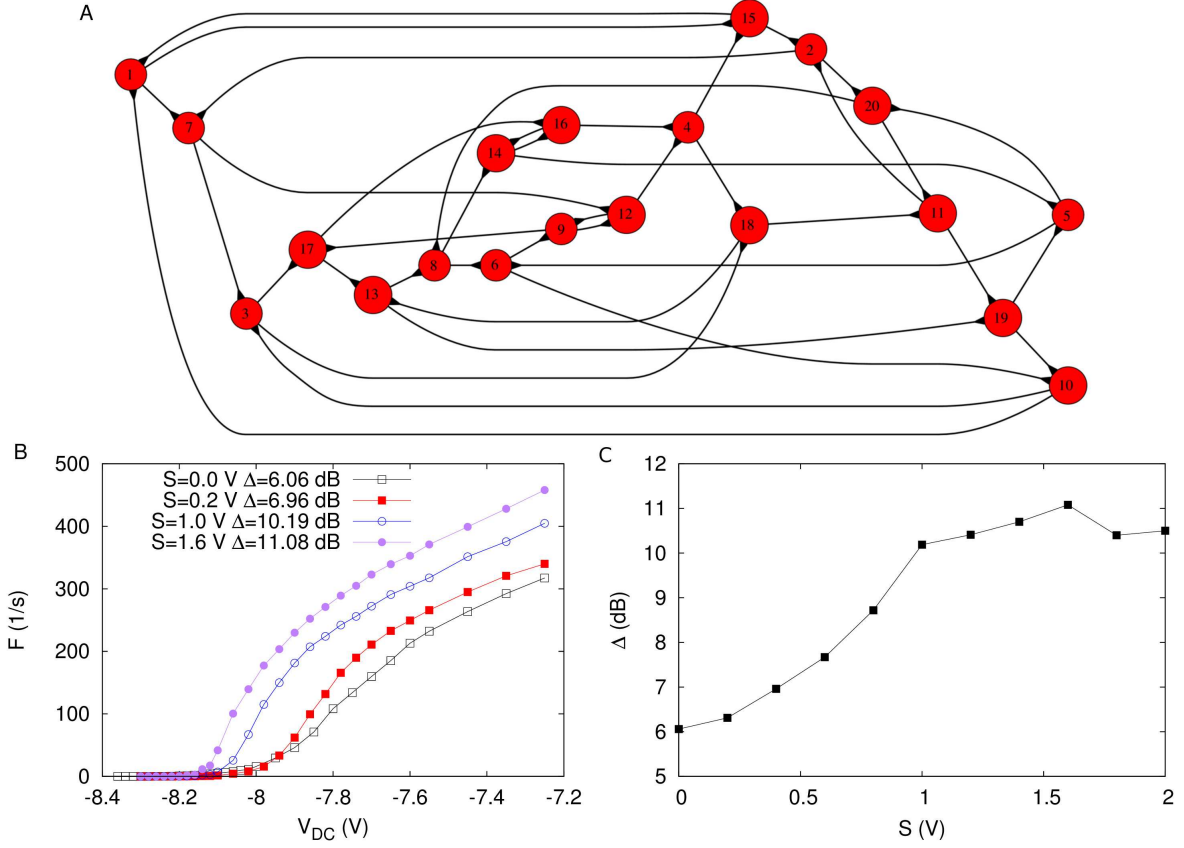 A
15
2
1
20
7
16
4
14
12
11
5
9
18
17
8
6
13
3
19
10
B
500
400
300
200
100
0
F (1/s)
S=0.0 V Δ=6.06 dB
S=0.2 V Δ=6.96 dB
S=1.0 V Δ=10.19 dB
S=1.6 V Δ=11.08 dB
-8.4 -8.2 -8 -7.8 -7.6 -7.4 -7.2
V_DC (V)
C
12
11
10
9
8
7
6
5
Δ (dB)
0 0.5 1 1.5 2
S (V)